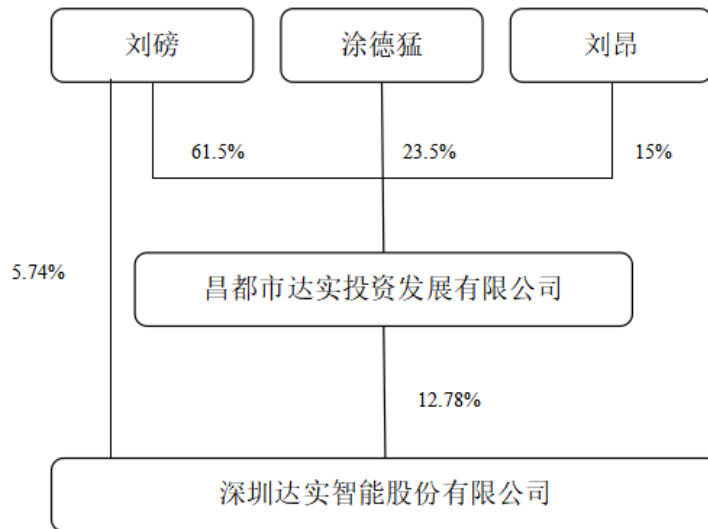 刘磅
涂德猛
刘昂
61.5%
23.5%
15%
5.74%
昌都市达实投资发展有限公司
12.78%
深圳达实智能股份有限公司